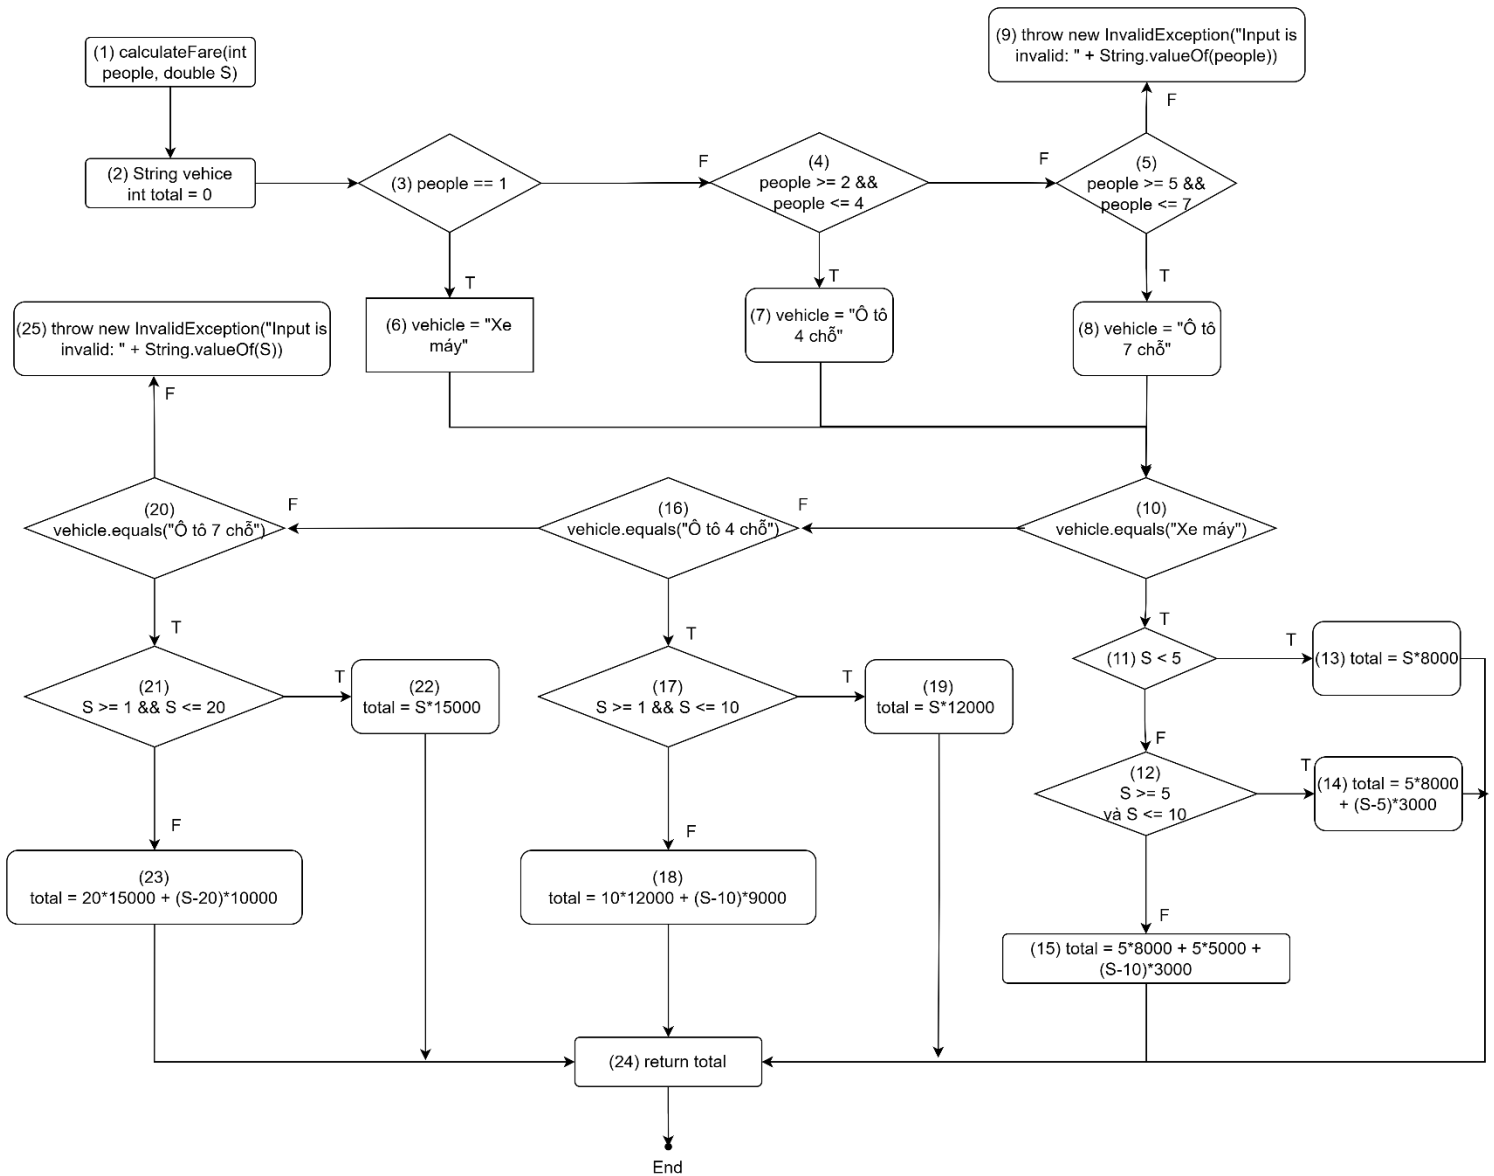 (1) calculateFare(int
people, double S)
(9) throw new InvalidException("Input is
invalid: " + String.valueOf(people))
F
(2) String vehice
int total = 0
(3) people == 1
F
(4)
people >= 2 &&
people <= 4
F
(5)
people >= 5 &&
people <= 7
T
T
T
(25) throw new InvalidException("Input is
invalid: " + String.valueOf(S))
(6) vehicle = "Xe
máy"
(7) vehicle = "Ô tô
4 chỗ"
(8) vehicle = "Ô tô
7 chỗ"
F
(20)
vehicle.equals("Ô tô 7 chỗ")
F
(16)
vehicle.equals("Ô tô 4 chỗ")
F
(10)
vehicle.equals("Xe máy")
T
T
T
(11) S < 5
T
(13) total = S*8000
(21)
S >= 1 && S <= 20
T
(22)
total = S*15000
(17)
S >= 1 && S <= 10
T
(19)
total = S*12000
F
(12)
S >= 5
và S <= 10
T
(14) total = 5*8000
+ (S-5)*3000
F
F
(23)
total = 20*15000 + (S-20)*10000
(18)
total = 10*12000 + (S-10)*9000
F
(15) total = 5*8000 + 5*5000 +
(S-10)*3000
(24) return total
End